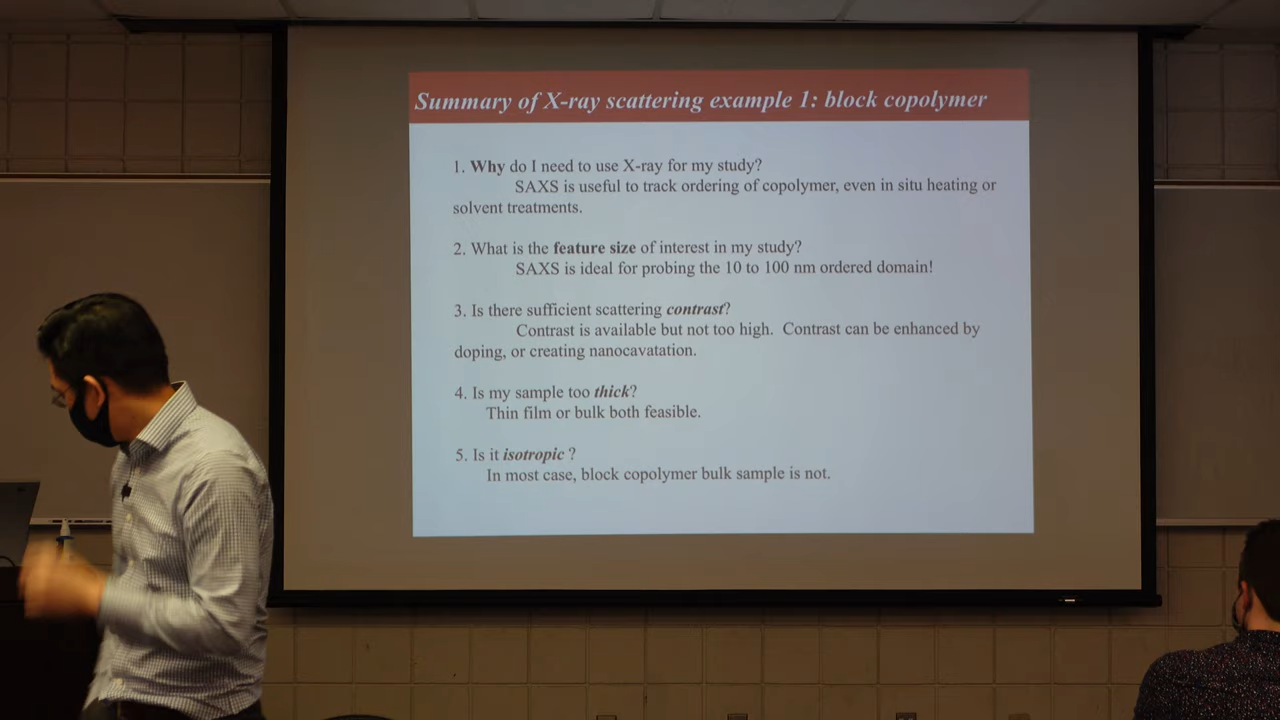 Summary of X-ray scattering example 1: block copolymer
1. Why do I need to use X-ray for my study?
SAXS is useful to track ordering of copolymer, even in situ heating or
solvent treatments.
2. What is the feature size of interest in my study?
SAXS is ideal for probing the 10 to 100 nm ordered domain!
3. Is there sufficient scattering contrast?
Contrast is available but not too high. Contrast can be enhanced by
doping, or creating nanocavatation.
4. Is my sample too thick?
Thin film or bulk both feasible.
5. Is it isotropic ?
In most case, block copolymer bulk sample is not.